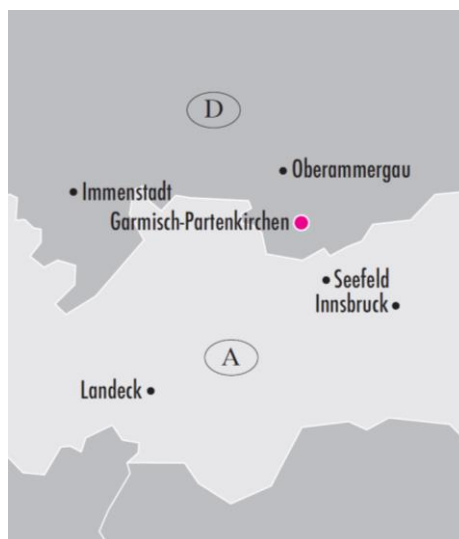 D
Oberammergau
Immenstadt
Garmisch-Partenkirchen
Seefeld
Innsbruck
A
Landeck